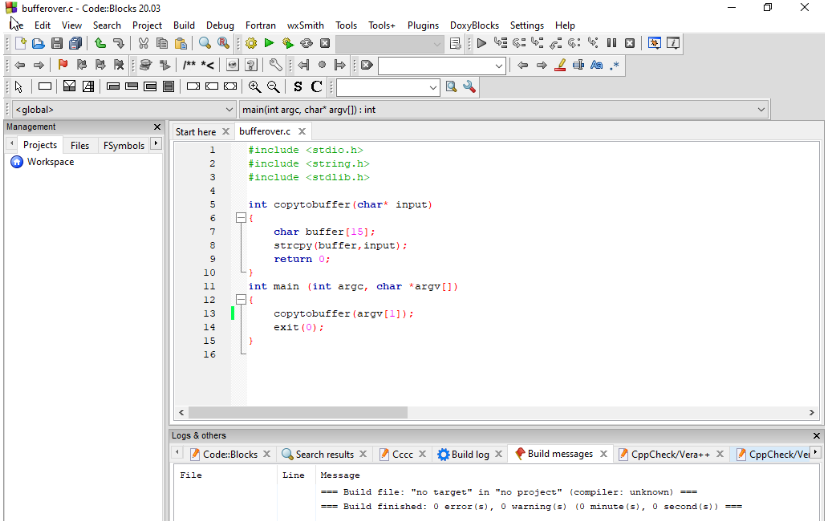 bufferover.c - Code::Blocks 20.03
Edit View Search Project Build Debug Fortran wxSmith Tools Tools+ Plugins DoxyBlocks Settings Help
/** *<
S C
<global> main(int argc, char* argv[]) : int
Management
Projects Files FSymbols
Workspace
Start here bufferover.c
1 #include <stdio.h>
2 #include <string.h>
3 #include <stdlib.h>
4
5 int copytobuffer(char* input)
6 {
7 char buffer[15];
8 strcpy(buffer,input);
9 return 0;
10 }
11 int main (int argc, char *argv[])
12 {
13 copytobuffer(argv[1]);
14 exit(0);
15 }
16
Logs & others
Code::Blocks Search results Cccc Build log Build messages CppCheck/Vera++ CppCheck/Ver
File Line Message
=== Build file: "no target" in "no project" (compiler: unknown) ===
=== Build finished: 0 error(s), 0 warning(s) (0 minute(s), 0 second(s)) ===